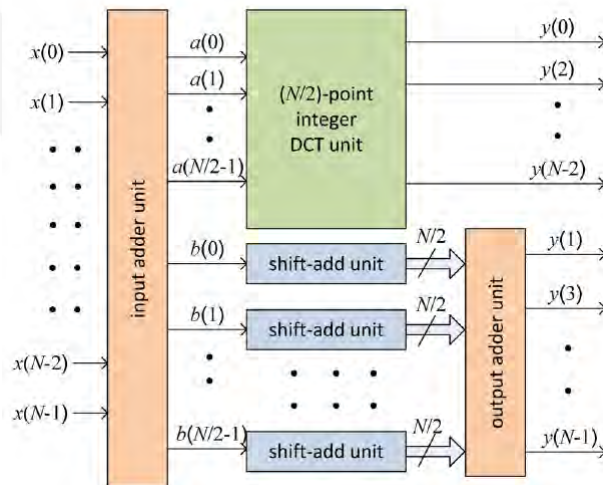 x(0)
x(1)
x(N-2)
x(N-1)
input adder unit
a(0)
a(1)
a(N/2-1)
b(0)
b(1)
b(N/2-1)
(N/2)-point
integer
DCT unit
shift-add unit
shift-add unit
shift-add unit
N/2
N/2
N/2
output adder unit
y(0)
y(2)
y(N-2)
y(1)
y(3)
y(N-1)